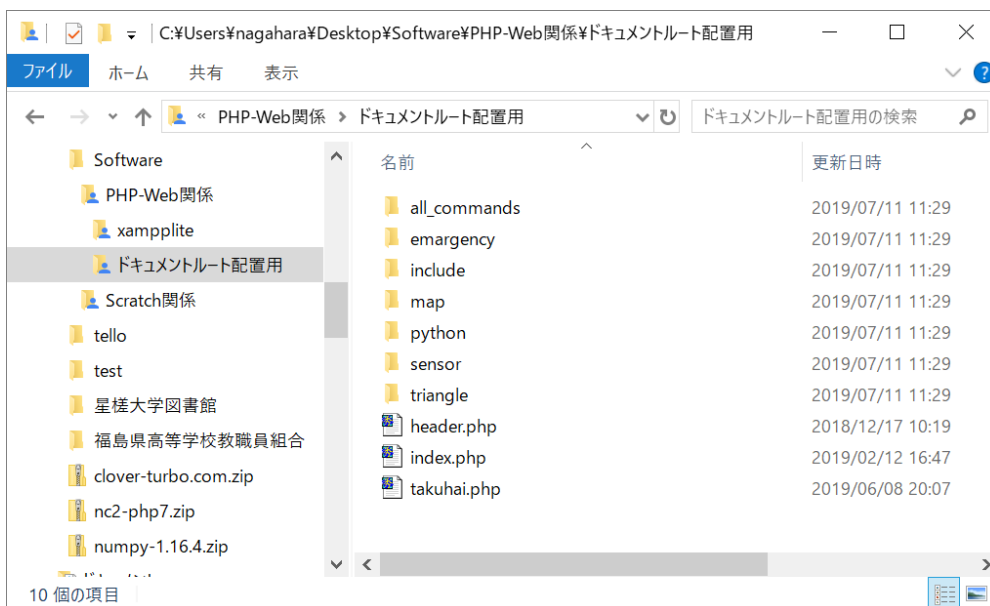 C:¥Users¥nagahara¥Desktop¥Software¥PHP-Web関係¥ドキュメントルート配置用
ファイル ホーム 共有 表示
« PHP-Web関係 › ドキュメントルート配置用 ドキュメントルート配置用の検索
Software
PHP-Web関係
xampplite
ドキュメントルート配置用
Scratch関係
tello
test
星槎大学図書館
福島県高等学校教職員組合
clover-turbo.com.zip
nc2-php7.zip
numpy-1.16.4.zip
名前 更新日時
all_commands 2019/07/11 11:29
emargency 2019/07/11 11:29
include 2019/07/11 11:29
map 2019/07/11 11:29
python 2019/07/11 11:29
sensor 2019/07/11 11:29
triangle 2019/07/11 11:29
header.php 2018/12/17 10:19
index.php 2019/02/12 16:47
takuhai.php 2019/06/08 20:07
10 個の項目